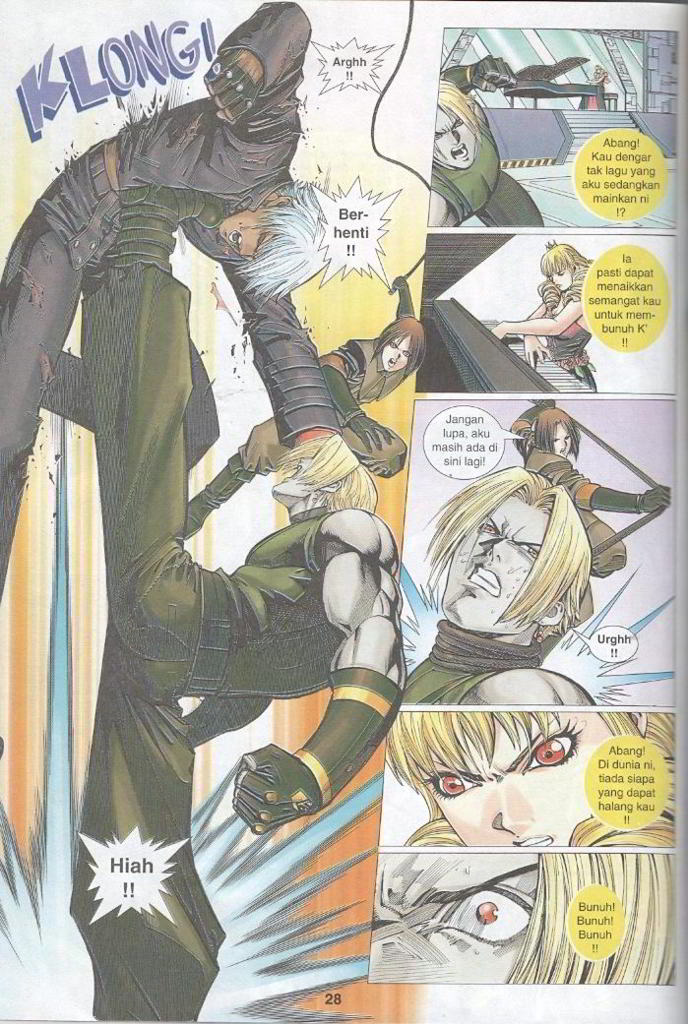 KLONG!
Arghh
!!
Ber-
henti
!!
Hiah
!!
Abang!
Kau dengar
tak lagu yang
aku sedangkan
mainkan ni
!?
Ia
pasti dapat
menaikkan
semangat kau
untuk mem-
bunuh K'
!!
Jangan
lupa, aku
masih ada di
sini lagi!
Urghh
!!
Abang!
Di dunia ni,
tiada siapa
yang dapat
halang kau
!!
Bunuh!
Bunuh!
Bunuh
!!
28